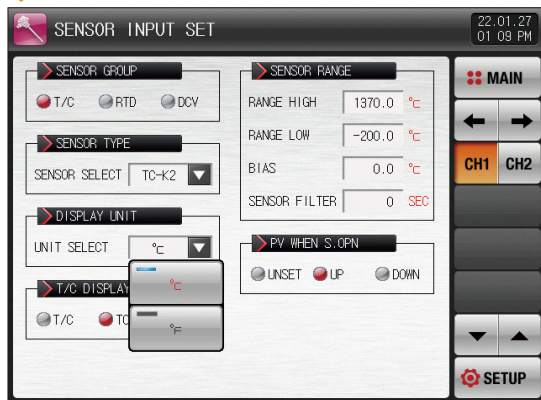 SENSOR INPUT SET
22.01.27
01 09 PM
SENSOR GROUP
T/C RTD DCV
SENSOR TYPE
SENSOR SELECT TC-K2
DISPLAY UNIT
UNIT SELECT ℃
℃
℉
T/C DISPLAY
T/C TC
SENSOR RANGE
RANGE HIGH 1370.0 ℃
RANGE LOW -200.0 ℃
BIAS 0.0 ℃
SENSOR FILTER 0 SEC
PV WHEN S.OPN
UNSET UP DOWN
MAIN
CH1 CH2
SETUP